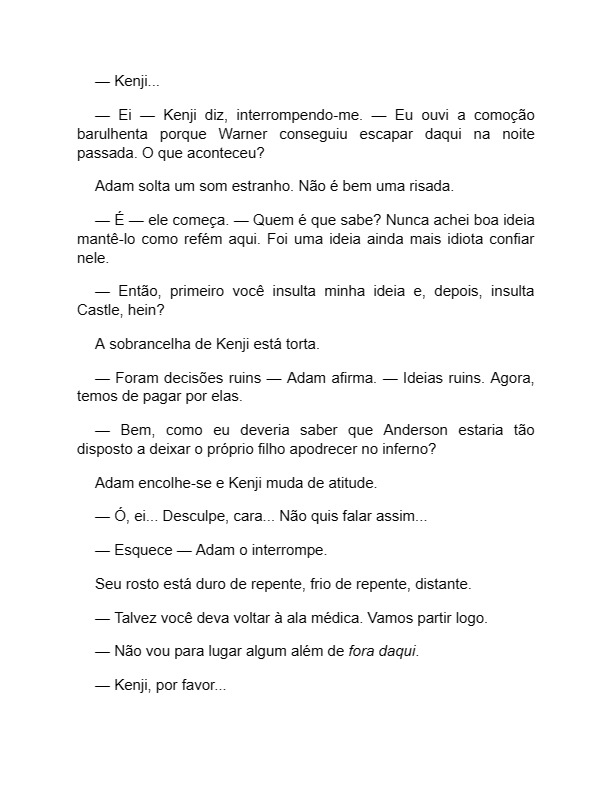 — Kenji...
— Ei — Kenji diz, interrompendo-me. — Eu ouvi a comoção
barulhenta porque Warner conseguiu escapar daqui na noite
passada. O que aconteceu?
Adam solta um som estranho. Não é bem uma risada.
— É — ele começa. — Quem é que sabe? Nunca achei boa ideia
mantê-lo como refém aqui. Foi uma ideia ainda mais idiota confiar
nele.
— Então, primeiro você insulta minha ideia e, depois, insulta
Castle, hein?
A sobrancelha de Kenji está torta.
— Foram decisões ruins — Adam afirma. — Ideias ruins. Agora,
temos de pagar por elas.
— Bem, como eu deveria saber que Anderson estaria tão
disposto a deixar o próprio filho apodrecer no inferno?
Adam encolhe-se e Kenji muda de atitude.
— Ó, ei... Desculpe, cara... Não quis falar assim...
— Esquece — Adam o interrompe.
Seu rosto está duro de repente, frio de repente, distante.
— Talvez você deva voltar à ala médica. Vamos partir logo.
— Não vou para lugar algum além de fora daqui.
— Kenji, por favor...